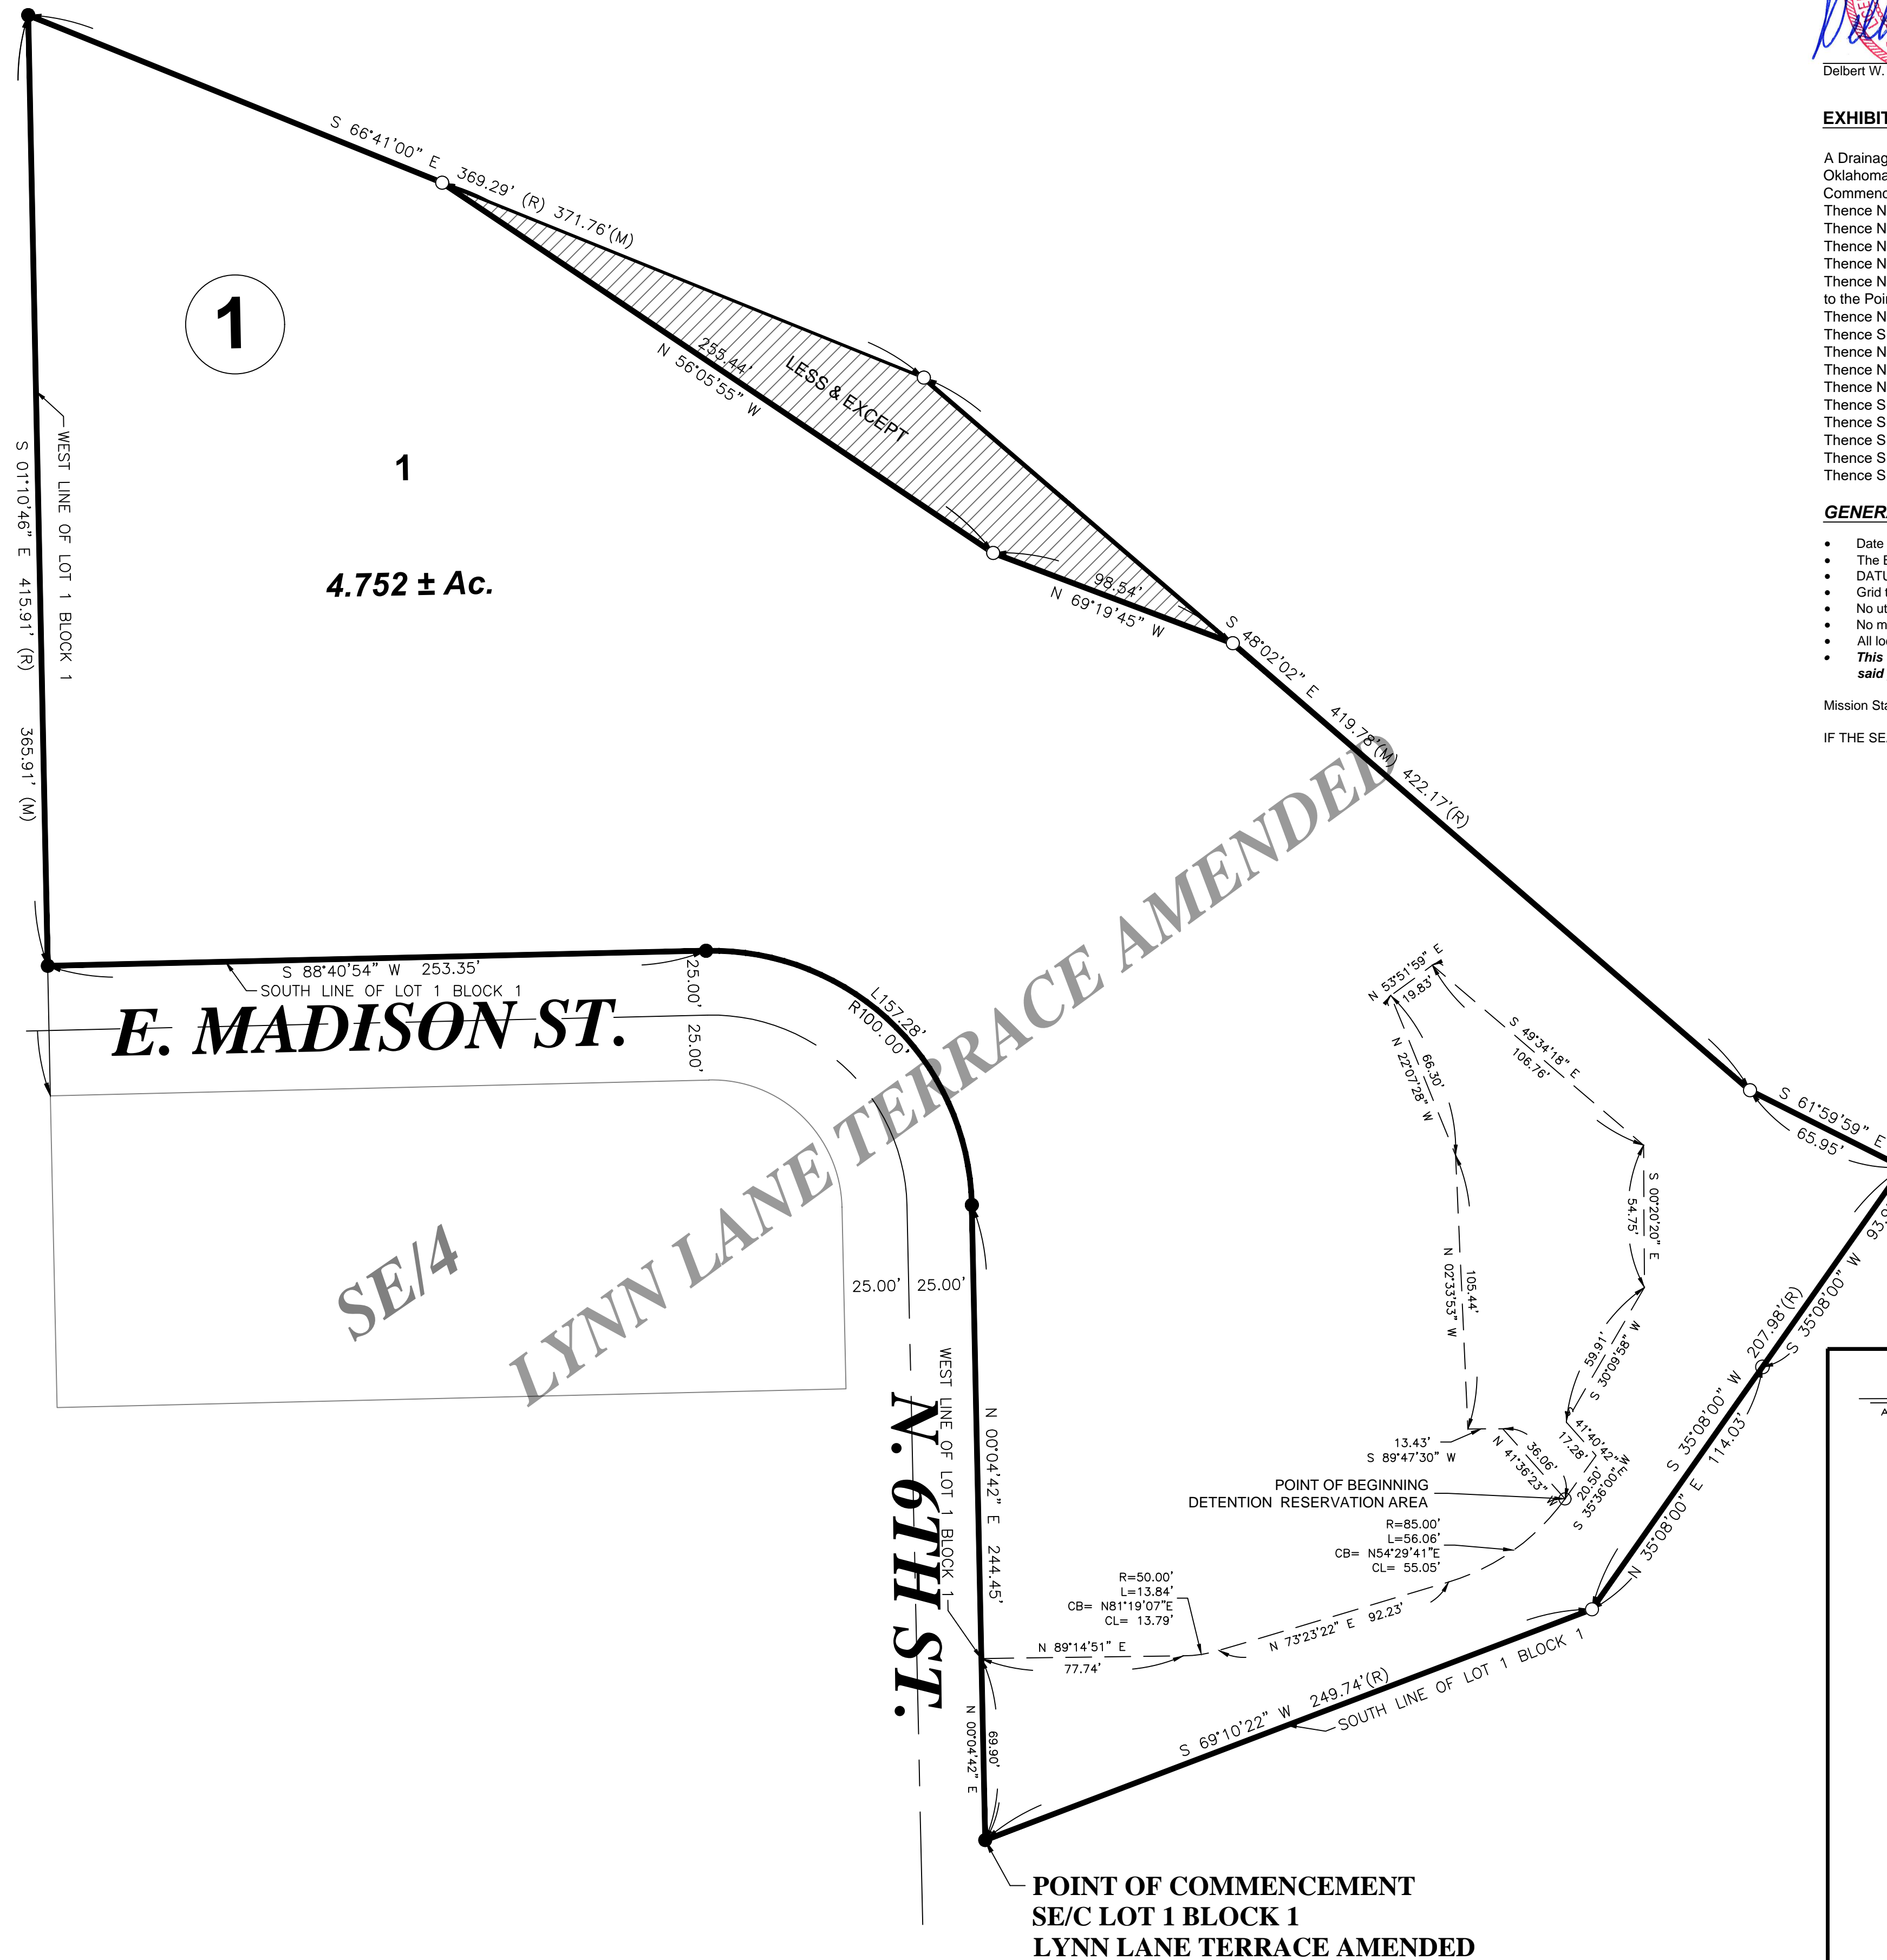 S 66°41'00" E 369.29' (R) 371.76'(M)
1
1
4.752 ± Ac.
LESS & EXCEPT
255.44'
N 56°05'55" W
98.54'
N 69°19'45" W
S 48°02'02" E 419.78'(M) 422.17'(R)
WEST LINE OF LOT 1 BLOCK 1
S 01°10'46" E 415.91' (R) 365.91' (M)
S 88°40'54" W 253.35'
SOUTH LINE OF LOT 1 BLOCK 1
E. MADISON ST.
25.00'
25.00'
L157.28'
R100.00'
LYNN LANE TERRACE AMENDED
SE/4
25.00' 25.00'
N. 6TH ST.
WEST LINE OF LOT 1 BLOCK 1
N 00°04'42" E 244.45'
69.90'
N 00°04'42" E
N 53°51'59" E
19.83'
S 49°34'18" E
106.76'
66.30'
N 22°07'28" W
S 00°20'20" E
54.75'
105.44'
N 02°33'53" W
59.91'
S 30°09'58" W
S 41°40'42" E
17.28'
20.50'
S 35°36'00" W
36.06'
N 41°36'23" W
13.43'
S 89°47'30" W
POINT OF BEGINNING
DETENTION RESERVATION AREA
R=85.00'
L=56.06'
CB= N54°29'41"E
CL= 55.05'
R=50.00'
L=13.84'
CB= N81°19'07"E
CL= 13.79'
N 89°14'51" E
77.74'
N 73°23'22" E 92.23'
S 61°59'59" E
65.95'
S 35°08'00" W 93.
S 35°08'00" W 207.98'(R)
N 35°08'00" E 114.03'
S 69°10'22" W 249.74'(R)
SOUTH LINE OF LOT 1 BLOCK 1
POINT OF COMMENCEMENT
SE/C LOT 1 BLOCK 1
LYNN LANE TERRACE AMENDED
Delbert W.
EXHIBIT
A Drainag
Oklahoma
Commenc
Thence N
Thence N
Thence N
Thence N
Thence N
to the Poi
Thence N
Thence S
Thence N
Thence N
Thence N
Thence S
Thence S
Thence S
Thence S
Thence S
GENER
• Date
• The
• DATU
• Grid t
• No ut
• No m
• All lo
• This
said
Mission Sta
IF THE SE